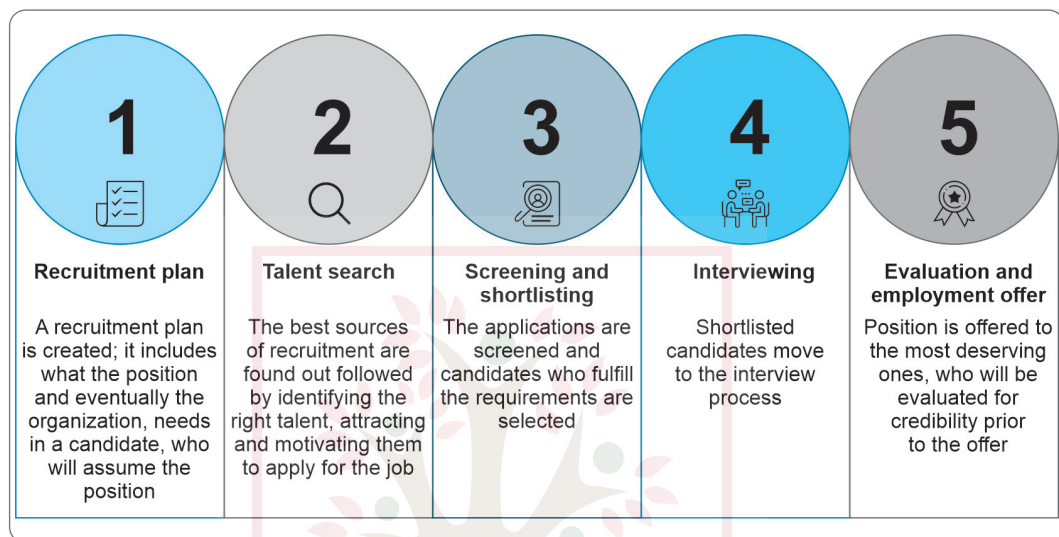 1
2
3
4
5
Recruitment plan
A recruitment plan
is created; it includes
what the position
and eventually the
organization, needs
in a candidate, who
will assume the
position
Talent search
The best sources
of recruitment are
found out followed
by identifying the
right talent, attracting
and motivating them
to apply for the job
Screening and
shortlisting
The applications are
screened and
candidates who fulfill
the requirements are
selected
Interviewing
Shortlisted
candidates move
to the interview
process
Evaluation and
employment offer
Position is offered to
the most deserving
ones, who will be
evaluated for
credibility prior
to the offer